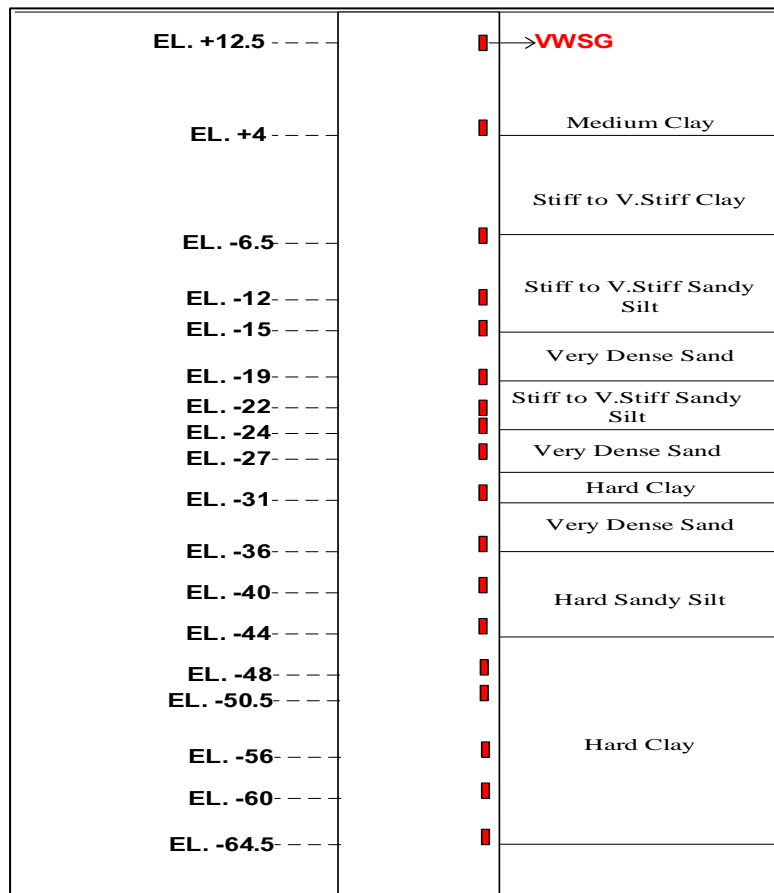 EL. +12.5
VWSG
Medium Clay
EL. +4
Stiff to V.Stiff Clay
EL. -6.5
Stiff to V.Stiff Sandy
Silt
EL. -12
EL. -15
Very Dense Sand
EL. -19
Stiff to V.Stiff Sandy
Silt
EL. -22
EL. -24
Very Dense Sand
EL. -27
Hard Clay
EL. -31
Very Dense Sand
EL. -36
EL. -40
Hard Sandy Silt
EL. -44
EL. -48
EL. -50.5
Hard Clay
EL. -56
EL. -60
EL. -64.5